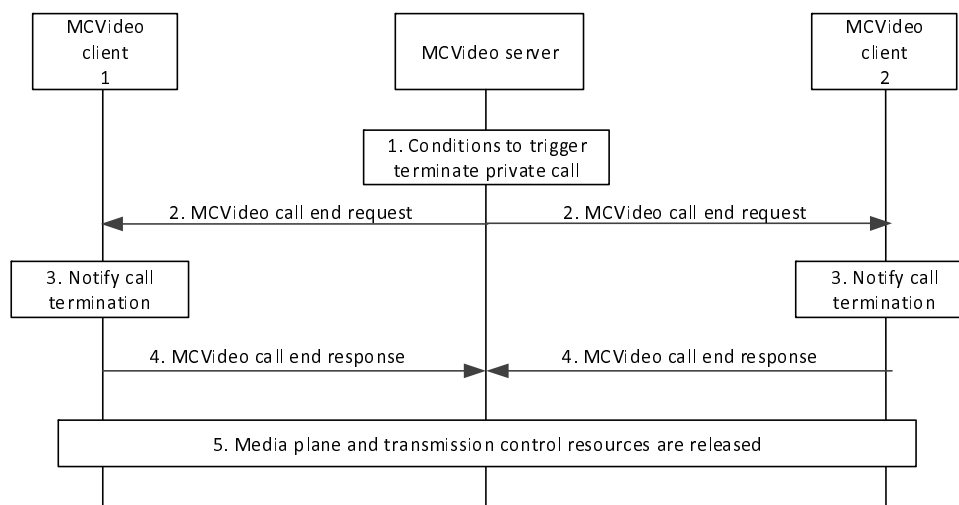 MCVideo
client
1
MCVideo server
MCVideo
client
2
1. Conditions to trigger
terminate private call
2. MCVideo call end request
2. MCVideo call end request
3. Notify call
termination
3. Notify call
termination
4. MCVideo call end response
4. MCVideo call end response
5. Media plane and transmission control resources are released